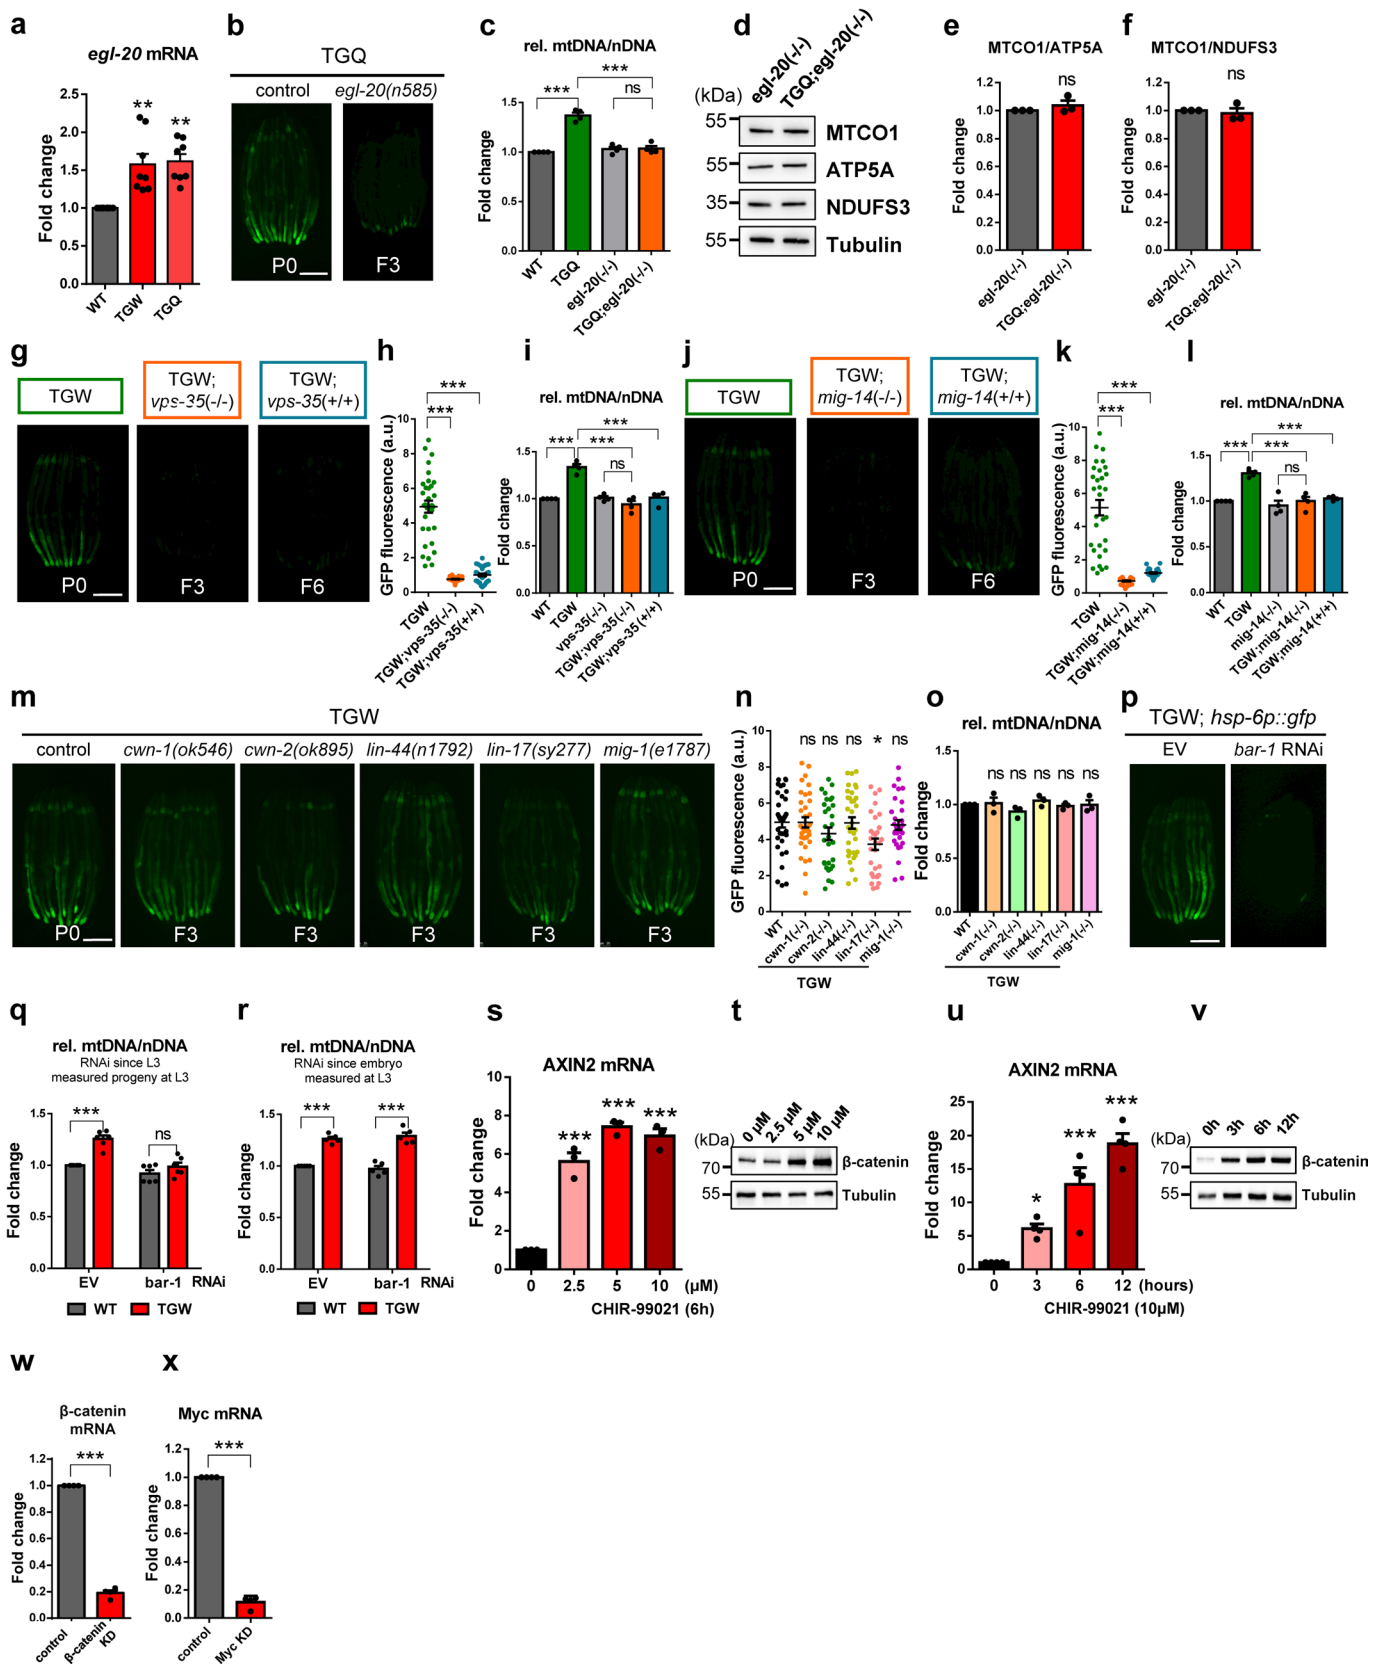 a
egl-20 mRNA
Fold change
2.5
2.0
1.5
1.0
0.5
0.0
**
**
WT
TGW
TGQ
b
TGQ
control
egl-20(n585)
P0
F3
c
rel. mtDNA/nDNA
Fold change
1.5
1.0
0.5
0.0
***
***
ns
WT
TGQ
egl-20(-/-)
TGQ;egl-20(-/-)
d
egl-20(-/-)
TGQ;egl-20(-/-)
(kDa)
55
MTCO1
55
ATP5A
35
NDUFS3
55
Tubulin
e
MTCO1/ATP5A
Fold change
1.2
1.0
0.8
0.6
0.4
0.2
0.0
ns
egl-20(-/-)
TGQ;egl-20(-/-)
f
MTCO1/NDUFS3
Fold change
1.2
1.0
0.8
0.6
0.4
0.2
0.0
ns
egl-20(-/-)
TGQ;egl-20(-/-)
g
TGW
TGW;
vps-35(-/-)
TGW;
vps-35(+/+)
P0
F3
F6
h
GFP fluorescence (a.u.)
10
8
6
4
2
0
***
***
TGW
TGW;vps-35(-/-)
TGW;vps-35(+/+)
i
rel. mtDNA/nDNA
Fold change
1.5
1.0
0.5
0.0
***
***
***
ns
WT
TGW
vps-35(-/-)
TGW;vps-35(-/-)
TGW;vps-35(+/+)
j
TGW
TGW;
mig-14(-/-)
TGW;
mig-14(+/+)
P0
F3
F6
k
GFP fluorescence (a.u.)
10
8
6
4
2
0
***
***
TGW
TGW;mig-14(-/-)
TGW;mig-14(+/+)
l
rel. mtDNA/nDNA
Fold change
1.5
1.0
0.5
0.0
***
***
***
ns
WT
TGW
mig-14(-/-)
TGW;mig-14(-/-)
TGW;mig-14(+/+)
m
TGW
control
cwn-1(ok546)
cwn-2(ok895)
lin-44(n1792)
lin-17(sy277)
mig-1(e1787)
P0
F3
F3
F3
F3
F3
n
GFP fluorescence (a.u.)
10
8
6
4
2
0
ns ns ns * ns
WT
cwn-1(-/-)
cwn-2(-/-)
lin-44(-/-)
lin-17(-/-)
mig-1(-/-)
TGW
o
rel. mtDNA/nDNA
Fold change
1.5
1.0
0.5
0.0
ns ns ns ns ns
WT
cwn-1(-/-)
cwn-2(-/-)
lin-44(-/-)
lin-17(-/-)
mig-1(-/-)
TGW
p
TGW; hsp-6p::gfp
EV
bar-1 RNAi
q
rel. mtDNA/nDNA
RNAi since L3
measured progeny at L3
Fold change
1.5
1.0
0.5
0.0
***
ns
EV
bar-1
RNAi
WT
TGW
r
rel. mtDNA/nDNA
RNAi since embryo
measured at L3
Fold change
1.5
1.0
0.5
0.0
***
***
EV
bar-1
RNAi
WT
TGW
s
AXIN2 mRNA
Fold change
10
8
6
4
2
0
***
***
***
0 2.5 5 10 (µM)
CHIR-99021 (6h)
t
0 µM
2.5 µM
5 µM
10 µM
(kDa)
70
β-catenin
55
Tubulin
u
AXIN2 mRNA
Fold change
25
20
15
10
5
0
*
***
***
0 3 6 12 (hours)
CHIR-99021 (10µM)
v
0h
3h
6h
12h
(kDa)
70
β-catenin
55
Tubulin
w
β-catenin
mRNA
Fold change
1.2
1.0
0.8
0.6
0.4
0.2
0.0
***
control
β-catenin
KD
x
Myc mRNA
Fold change
1.2
1.0
0.8
0.6
0.4
0.2
0.0
***
control
Myc KD